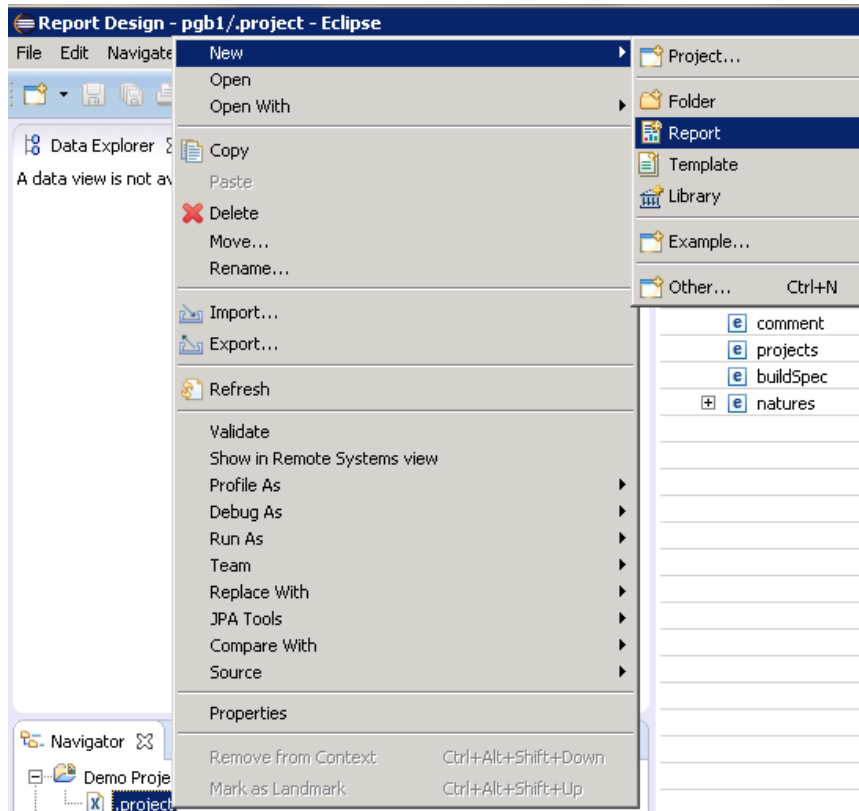 Report Design - pgb1/.project - Eclipse
File Edit Navigate
New
Open
Open With
Copy
Paste
Delete
Move...
Rename...
Import...
Export...
Refresh
Validate
Show in Remote Systems view
Profile As
Debug As
Run As
Team
Replace With
JPA Tools
Compare With
Source
Properties
Remove from Context Ctrl+Alt+Shift+Down
Mark as Landmark Ctrl+Alt+Shift+Up
Project...
Folder
Report
Template
Library
Example...
Other... Ctrl+N
Data Explorer
A data view is not av
comment
projects
buildSpec
natures
Navigator
Demo Proje
.project